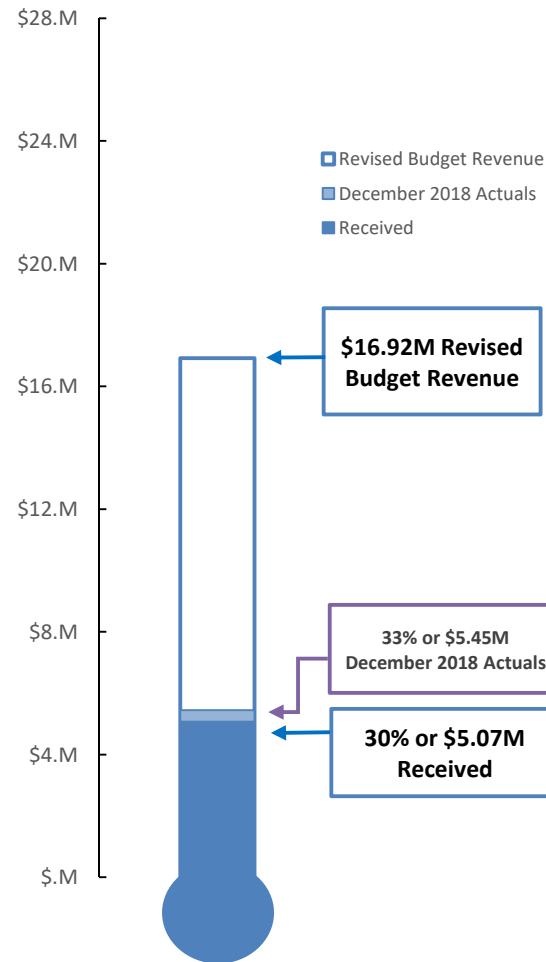 $28.M
$24.M
Revised Budget Revenue
December 2018 Actuals
Received
$20.M
$16.92M Revised
Budget Revenue
$16.M
$12.M
$8.M
33% or $5.45M
December 2018 Actuals
30% or $5.07M
Received
$4.M
$.M